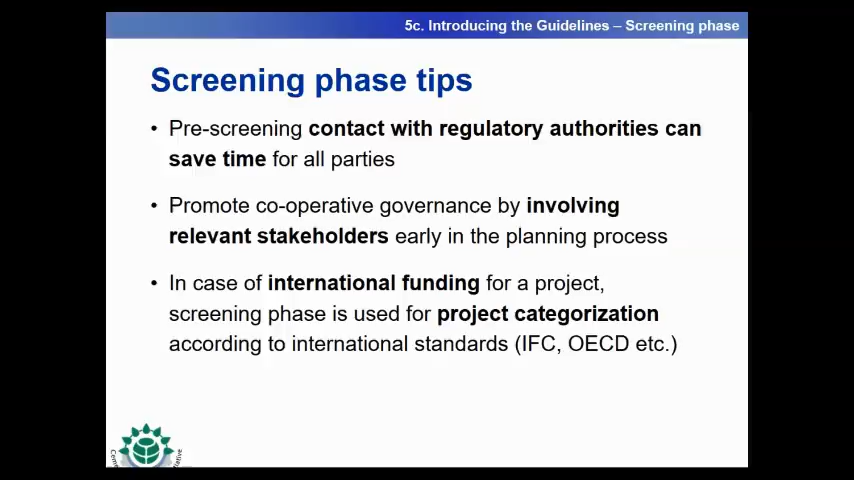 5c. Introducing the Guidelines – Screening phase
Screening phase tips
• Pre-screening contact with regulatory authorities can
save time for all parties
• Promote co-operative governance by involving
relevant stakeholders early in the planning process
• In case of international funding for a project,
screening phase is used for project categorization
according to international standards (IFC, OECD etc.)